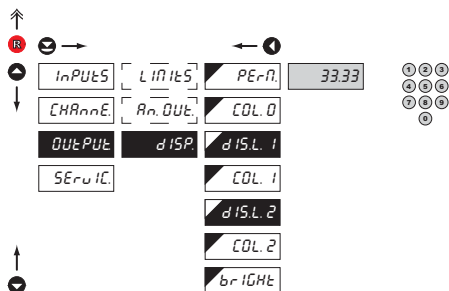 R
InPUtS LIMItS PErM. 33.33 1 2 3
CHAnnE. An. OUt. COL. 0 4 5 6
OUtPUt dISP. dIS.L. 1 7 8 9
SErvIC. COL. 1 0
dIS.L. 2
COL. 2
brIGHt